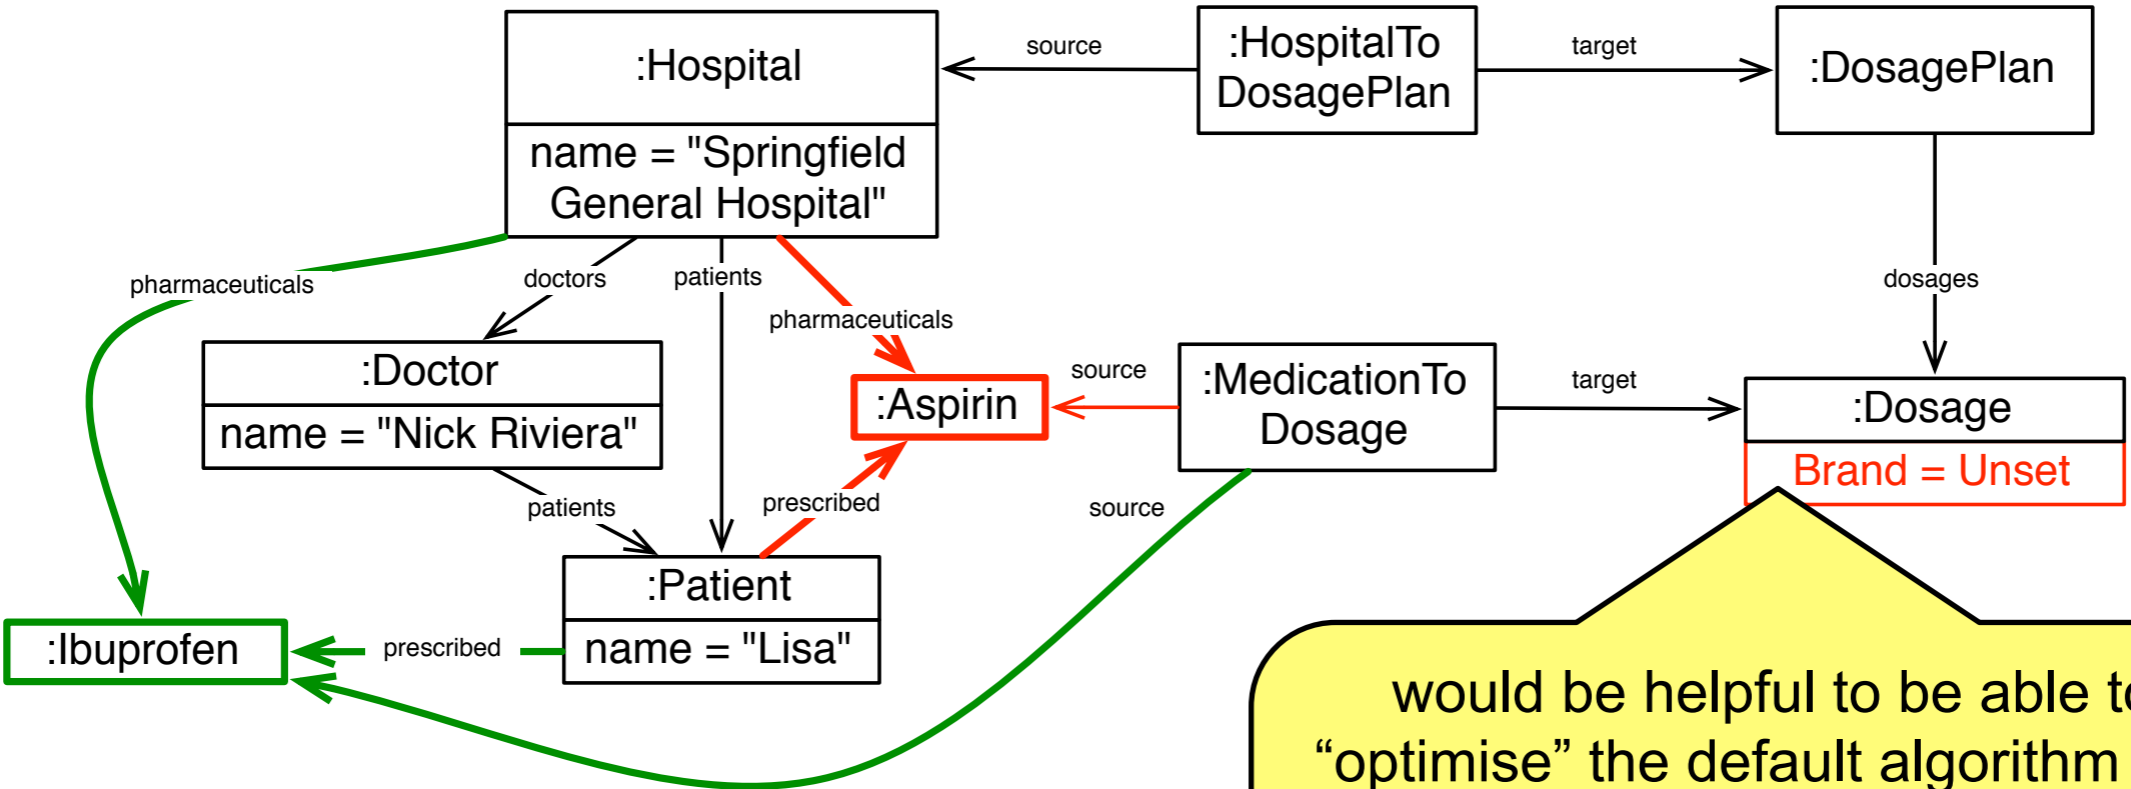 :Hospital
name = "Springfield
General Hospital"
source
:HospitalTo
DosagePlan
target
:DosagePlan
pharmaceuticals
doctors
patients
pharmaceuticals
dosages
:Doctor
name = "Nick Riviera"
:Aspirin
source
:MedicationTo
Dosage
target
:Dosage
Brand = Unset
patients
prescribed
source
:Patient
name = "Lisa"
prescribed
:Ibuprofen
would be helpful to be able to
“optimise” the default algorithm